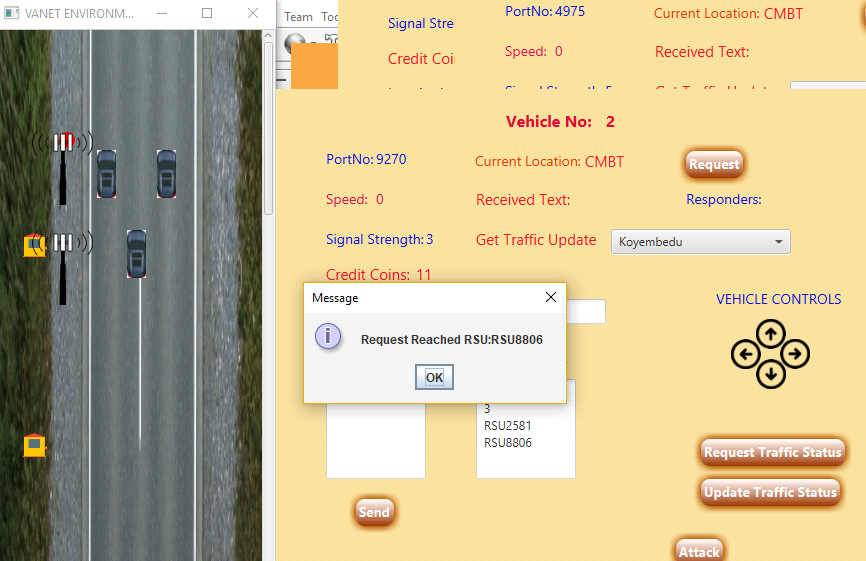 VANET ENVIRONM...
Team
Signal Stre
Credit Coi
PortNo: 4975
Current Location: CMBT
Speed: 0
Received Text:
Vehicle No: 2
PortNo: 9270
Current Location: CMBT
Request
Speed: 0
Received Text:
Responders:
Signal Strength: 3
Get Traffic Update
Koyembedu
Credit Coins: 11
VEHICLE CONTROLS
Message
Request Reached RSU:RSU8806
OK
3
RSU2581
RSU8806
Request Traffic Status
Update Traffic Status
Send
Attack